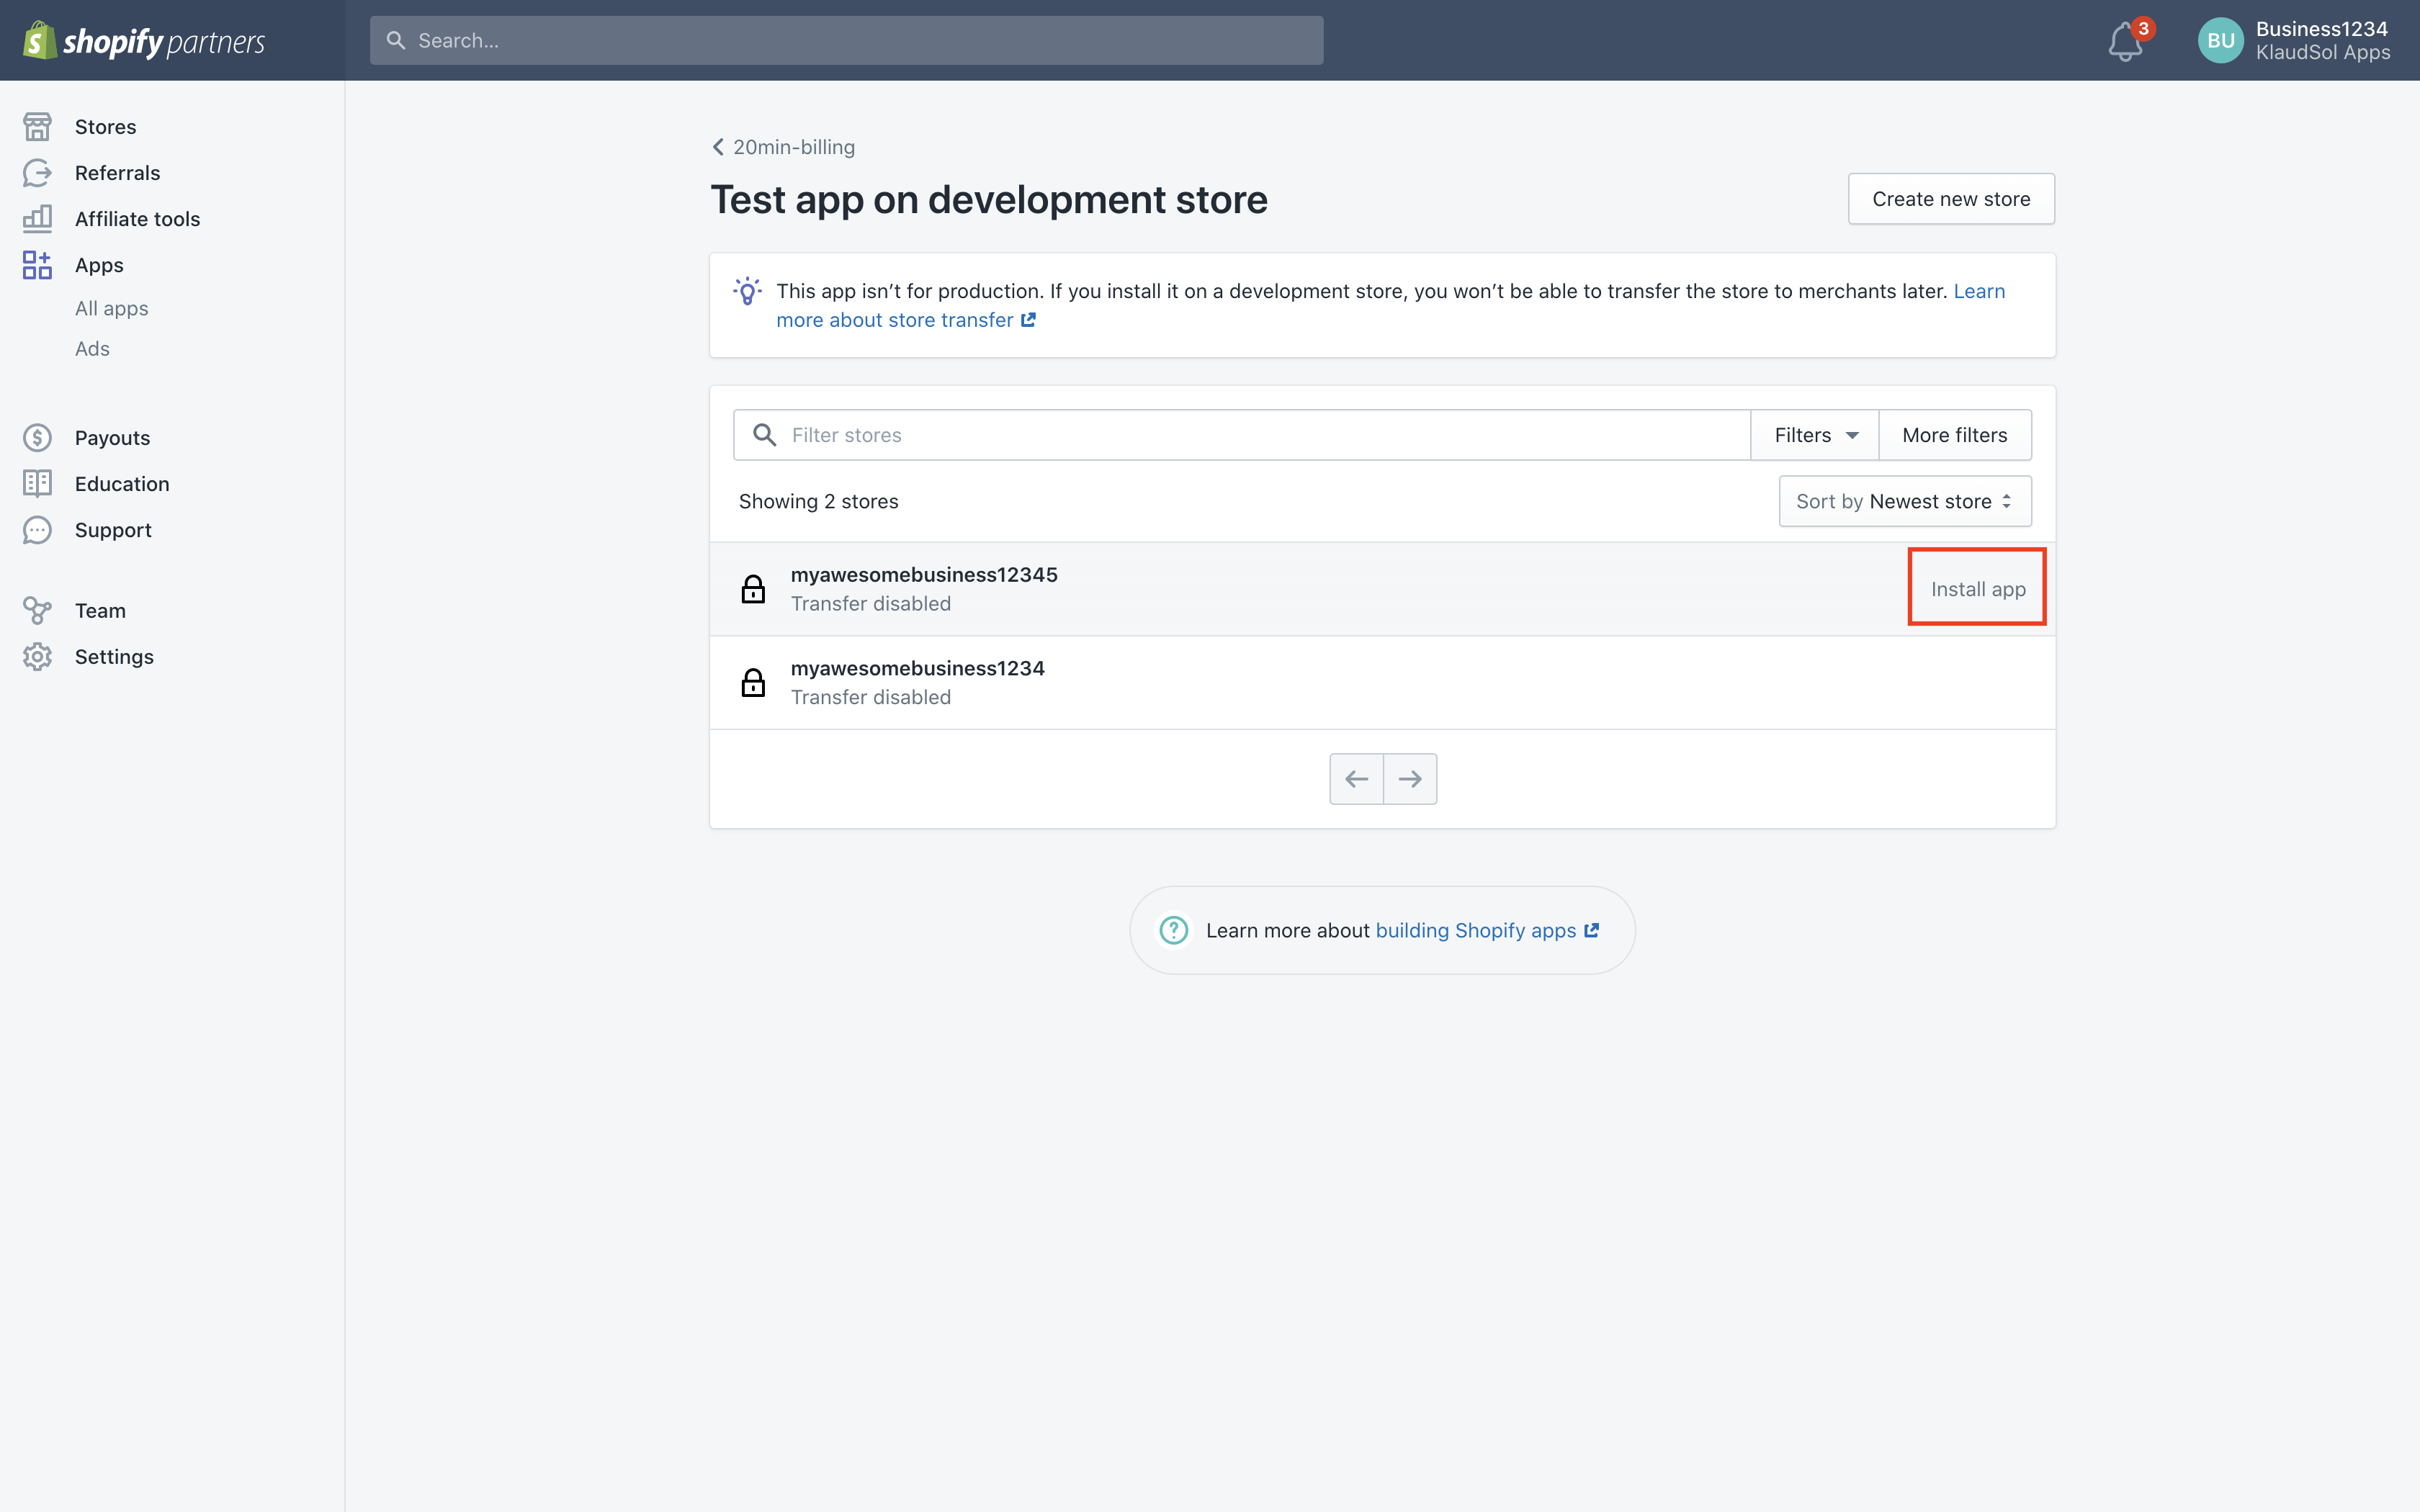 shopify partners
Search...
3
BU
Business1234
KlaudSol Apps
Stores
Referrals
Affiliate tools
Apps
All apps
Ads
Payouts
Education
Support
Team
Settings
20min-billing
Test app on development store
Create new store
This app isn’t for production. If you install it on a development store, you won’t be able to transfer the store to merchants later. Learn
more about store transfer
Filter stores
Filters
More filters
Showing 2 stores
Sort by Newest store
myawesomebusiness12345
Transfer disabled
Install app
myawesomebusiness1234
Transfer disabled
Learn more about building Shopify apps